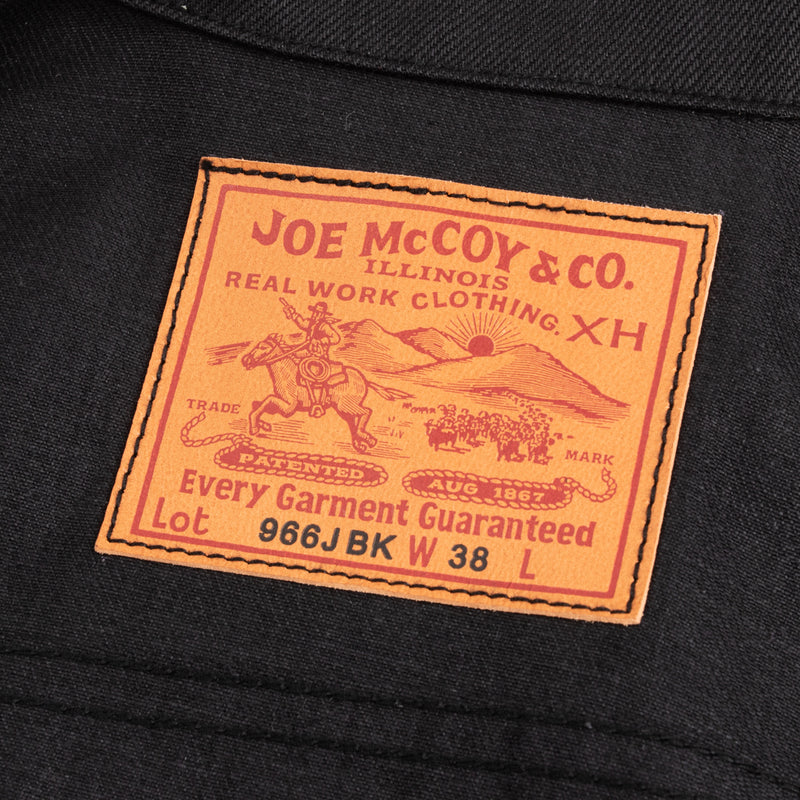 JOE McCOY & CO.
ILLINOIS
REAL WORK CLOTHING. XH
TRADE MARK
PATENTED AUG 1867
Every Garment Guaranteed
Lot 966J BK W 38 L